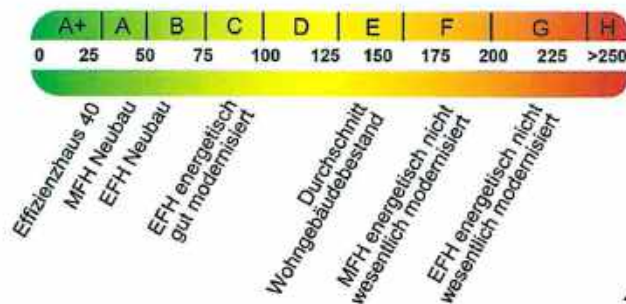 A+ A B C D E F G H
0 25 50 75 100 125 150 175 200 225 >250
Effizienzhaus 40
MFH Neubau
EFH Neubau
EFH energetisch
gut modernisiert
Durchschnitt
Wohngebäudebestand
MFH energetisch nicht
wesentlich modernisiert
EFH energetisch nicht
wesentlich modernisiert